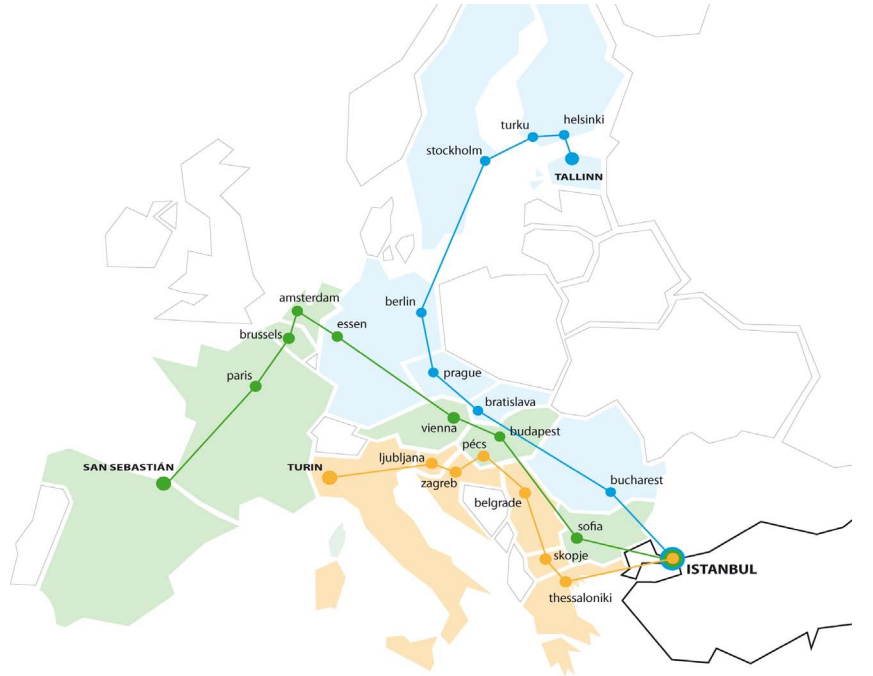 turku
helsinki
stockholm
TALLINN
amsterdam
berlin
essen
brussels
prague
paris
bratislava
vienna
budapest
pécs
ljubljana
SAN SEBASTIÁN
TURIN
zagreb
bucharest
belgrade
sofia
skopje
ISTANBUL
thessaloniki